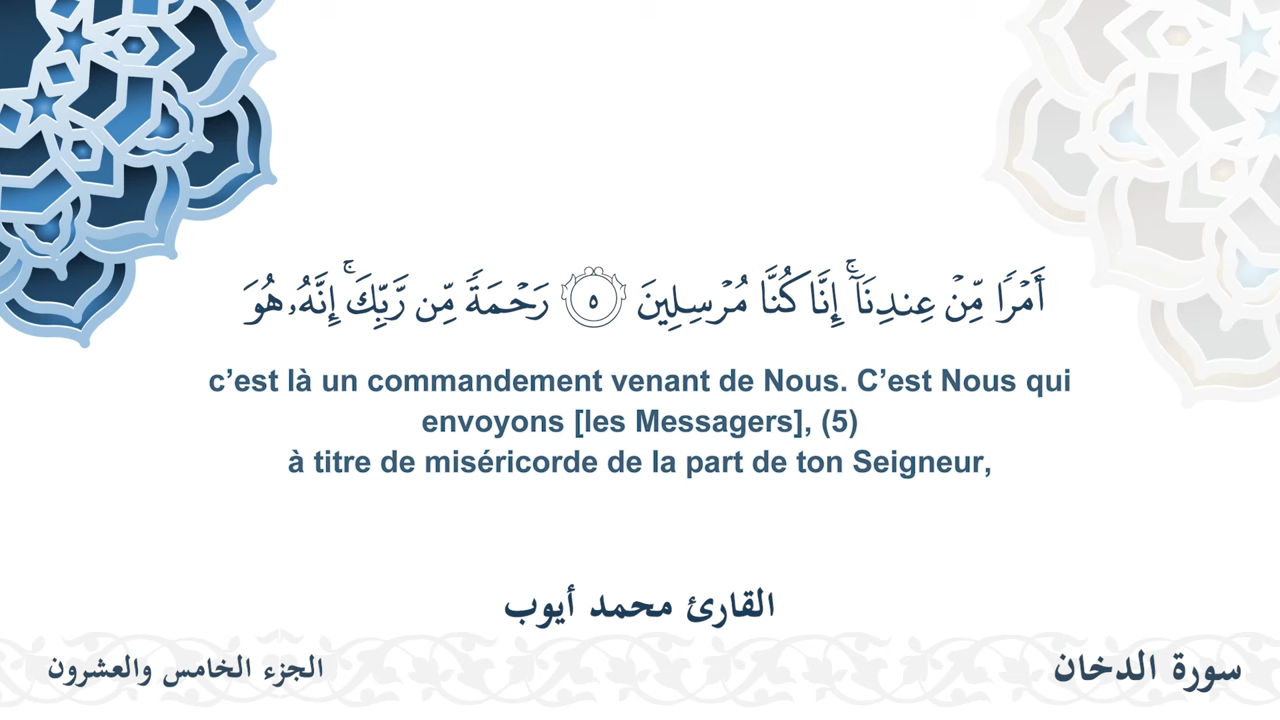 أَمْرًا مِّنْ عِندِنَآ ۚ إِنَّا كُنَّا مُرْسِلِينَ ٥ رَحْمَةً مِّن رَّبِّكَ ۚ إِنَّهُۥ هُوَ
c’est là un commandement venant de Nous. C’est Nous qui
envoyons [les Messagers], (5)
à titre de miséricorde de la part de ton Seigneur,
القارئ محمد أيوب
سورة الدخان
الجزء الخامس والعشرون